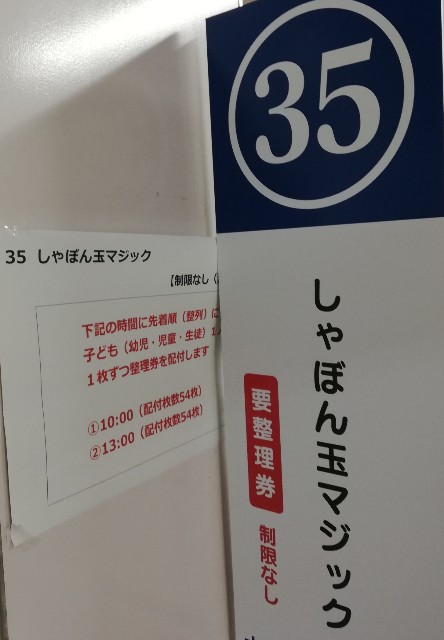 35
しゃぼん玉マジック
要整理券
制限なし
35 しゃぼん玉マジック
【制限なし
下記の時間に先着順（整列）に
子ども（幼児・児童・生徒）1
１枚ずつ整理券を配付します
①10:00（配付枚数54枚）
②13:00（配付枚数54枚）